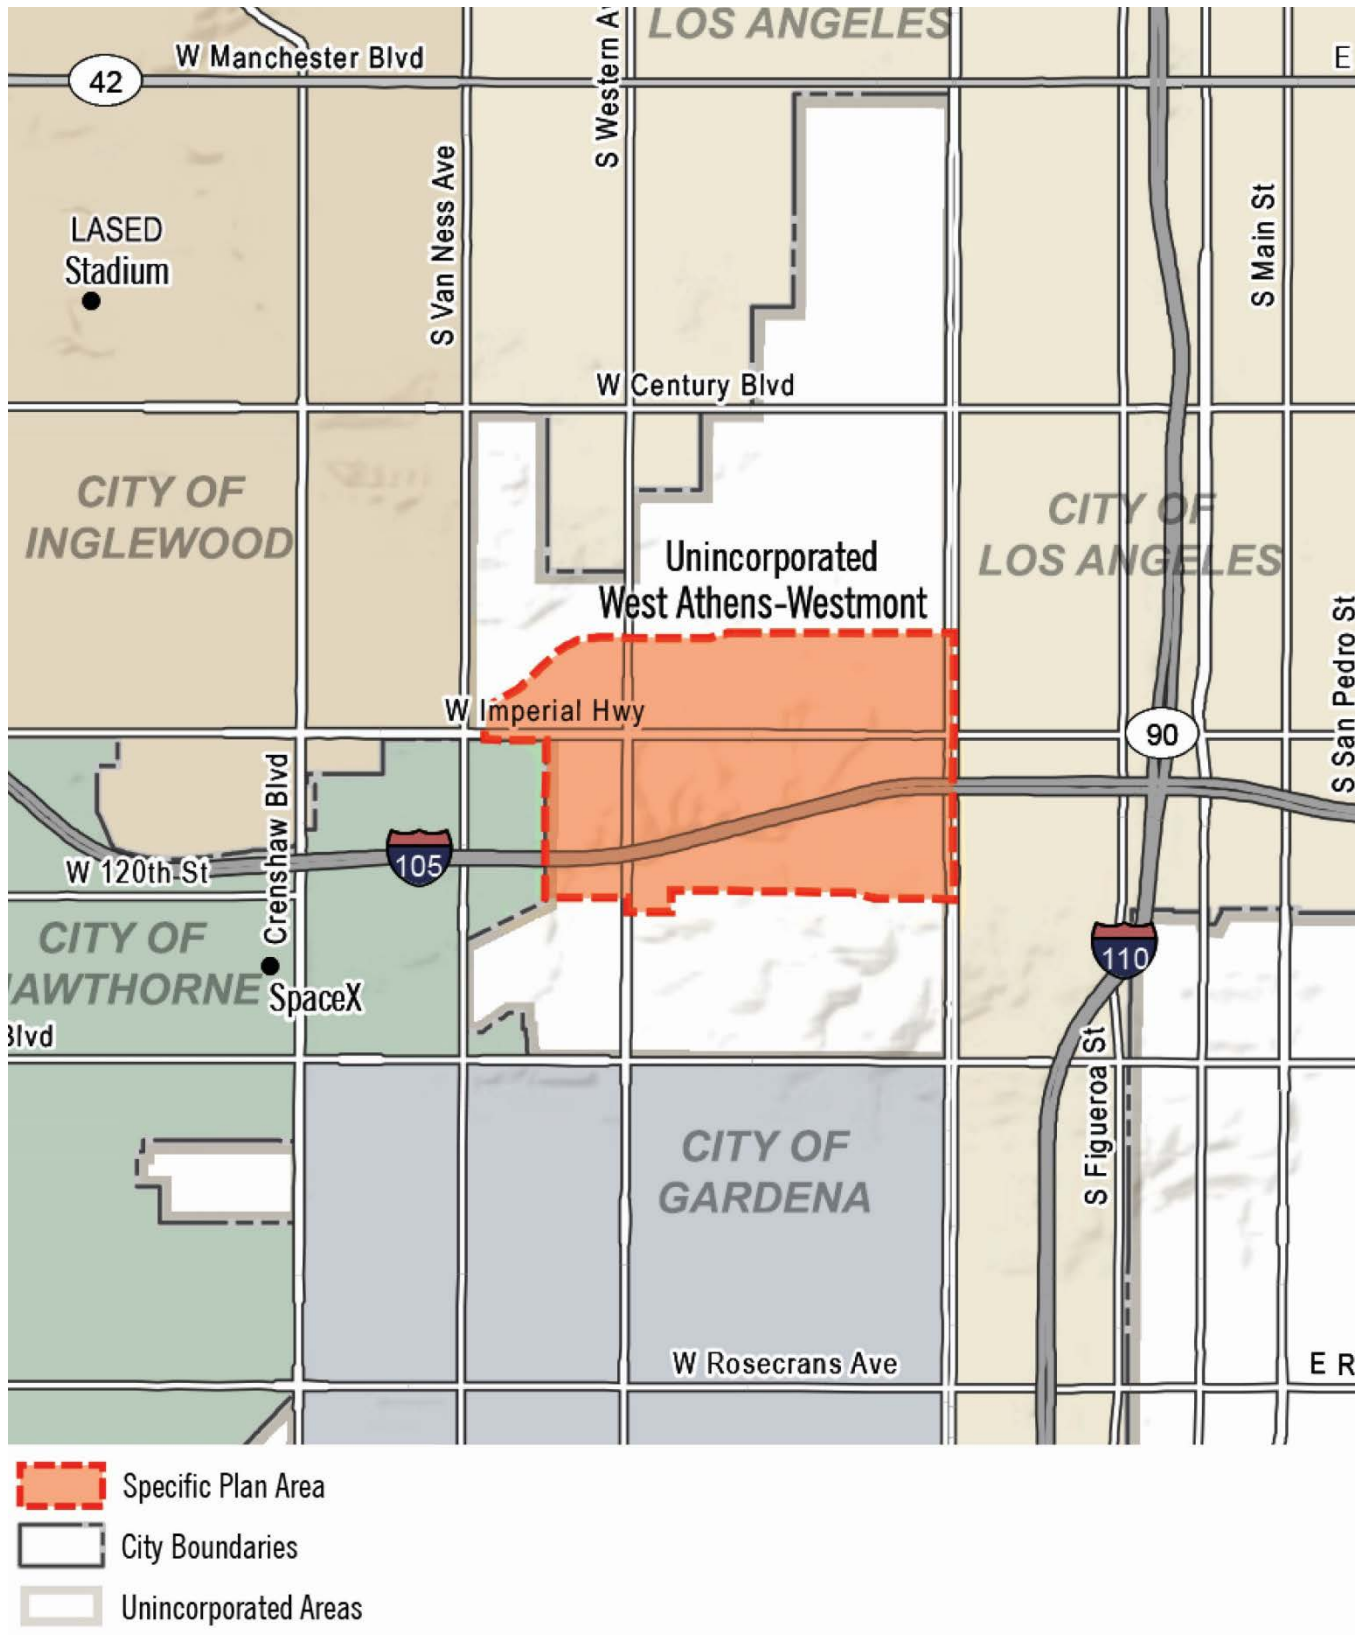 LOS ANGELES
W Manchester Blvd
E
42
S Western Av
S Van Ness Ave
S Main St
LASED
Stadium
W Century Blvd
CITY OF
INGLEWOOD
CITY OF
LOS ANGELES
Unincorporated
West Athens-Westmont
W Imperial Hwy
90
S San Pedro St
Crenshaw Blvd
105
W 120th St
CITY OF
AWTHORNE
SpaceX
110
Blvd
S Figueroa St
CITY OF
GARDENA
W Rosecrans Ave
E R
Specific Plan Area
City Boundaries
Unincorporated Areas